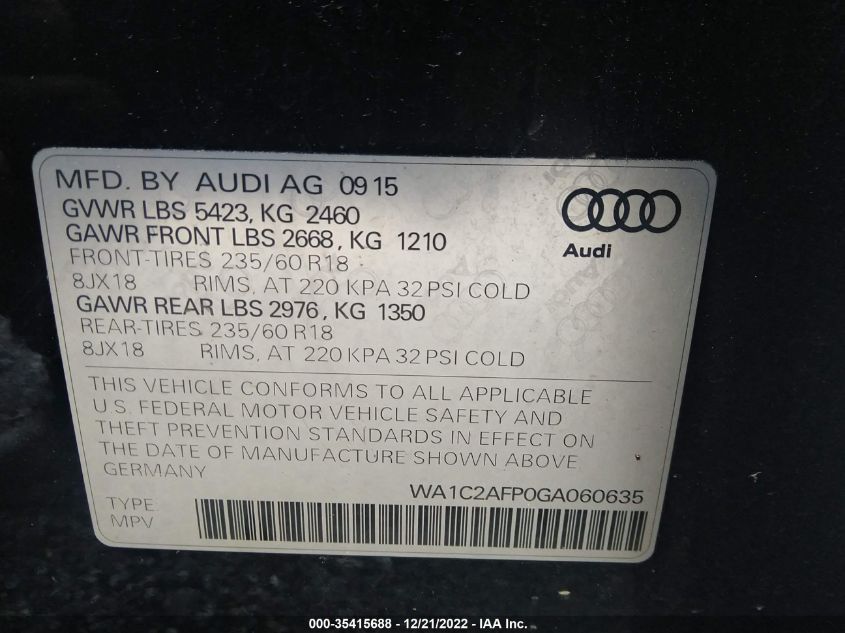 MFD. BY AUDI AG 09 15
GVWR LBS 5423, KG 2460
GAWR FRONT LBS 2668, KG 1210
FRONT-TIRES 235/60 R18
8JX18 RIMS, AT 220 KPA 32 PSI COLD
GAWR REAR LBS 2976, KG 1350
REAR-TIRES 235/60 R18
8JX18 RIMS, AT 220 KPA 32 PSI COLD
Audi
THIS VEHICLE CONFORMS TO ALL APPLICABLE
U.S. FEDERAL MOTOR VEHICLE SAFETY AND
THEFT PREVENTION STANDARDS IN EFFECT ON
THE DATE OF MANUFACTURE SHOWN ABOVE
GERMANY
WA1C2AFP0GA060635
TYPE:
MPV
000-35415688 - 12/21/2022 - IAA Inc.